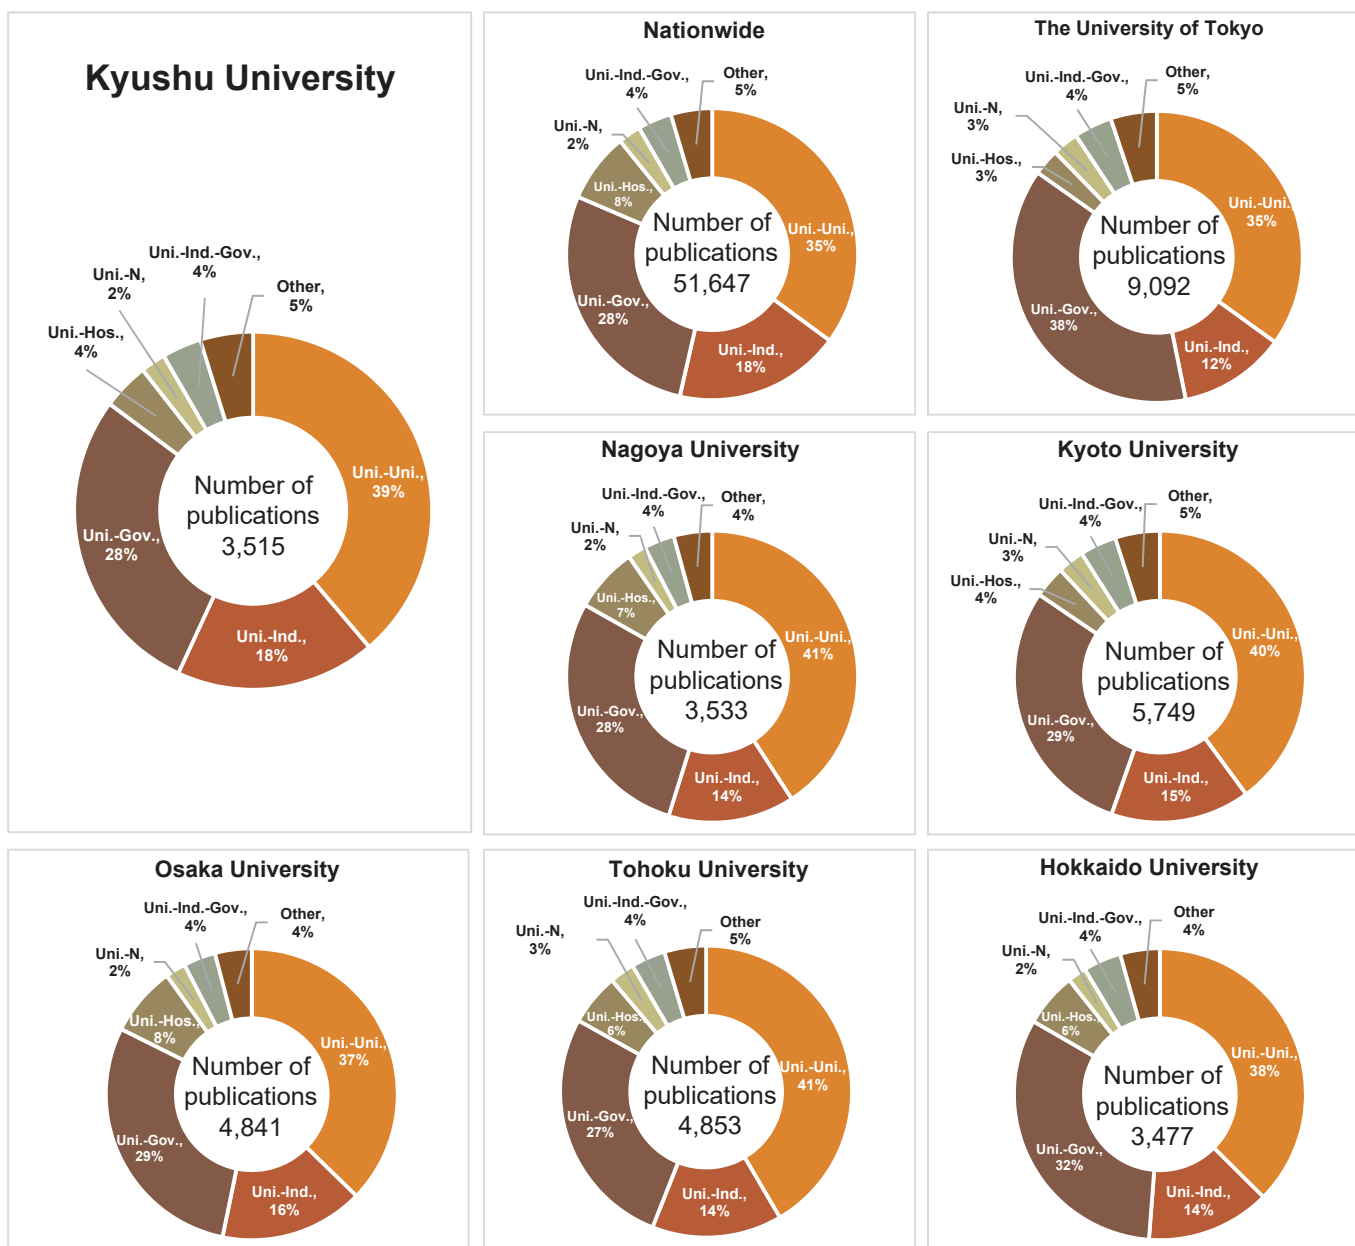 Kyushu University
Uni.-Ind.-Gov.,
4%
Uni.-N,
2%
Other,
5%
Uni.-Hos.,
4%
Uni.-Uni.,
39%
Number of
publications
3,515
Uni.-Gov.,
28%
Uni.-Ind.,
18%
Nationwide
Uni.-Ind.-Gov.,
4%
Other,
5%
Uni.-N,
2%
Uni.-Hos.,
8%
Number of
publications
51,647
Uni.-Uni.,
35%
Uni.-Gov.,
28%
Uni.-Ind.,
18%
The University of Tokyo
Uni.-Ind.-Gov.,
4%
Other,
5%
Uni.-N,
3%
Uni.-Hos.,
3%
Uni.-Uni.,
35%
Number of
publications
9,092
Uni.-Gov.,
38%
Uni.-Ind.,
12%
Nagoya University
Uni.-Ind.-Gov.,
4%
Other,
4%
Uni.-N,
2%
Uni.-Hos.,
7%
Uni.-Uni.,
41%
Number of
publications
3,533
Uni.-Gov.,
28%
Uni.-Ind.,
14%
Kyoto University
Uni.-Ind.-Gov.,
4%
Other,
5%
Uni.-N,
3%
Uni.-Hos.,
4%
Uni.-Uni.,
40%
Number of
publications
5,749
Uni.-Gov.,
29%
Uni.-Ind.,
15%
Osaka University
Uni.-Ind.-Gov.,
4%
Other,
4%
Uni.-N,
2%
Uni.-Hos.,
8%
Uni.-Uni.,
37%
Number of
publications
4,841
Uni.-Gov.,
29%
Uni.-Ind.,
16%
Tohoku University
Uni.-Ind.-Gov.,
4%
Other
5%
Uni.-N,
3%
Uni.-Hos.,
6%
Uni.-Uni.,
41%
Number of
publications
4,853
Uni.-Gov.,
27%
Uni.-Ind.,
14%
Hokkaido University
Uni.-Ind.-Gov.,
4%
Other
4%
Uni.-N,
2%
Uni.-Hos.,
6%
Uni.-Uni.,
38%
Number of
publications
3,477
Uni.-Gov.,
32%
Uni.-Ind.,
14%